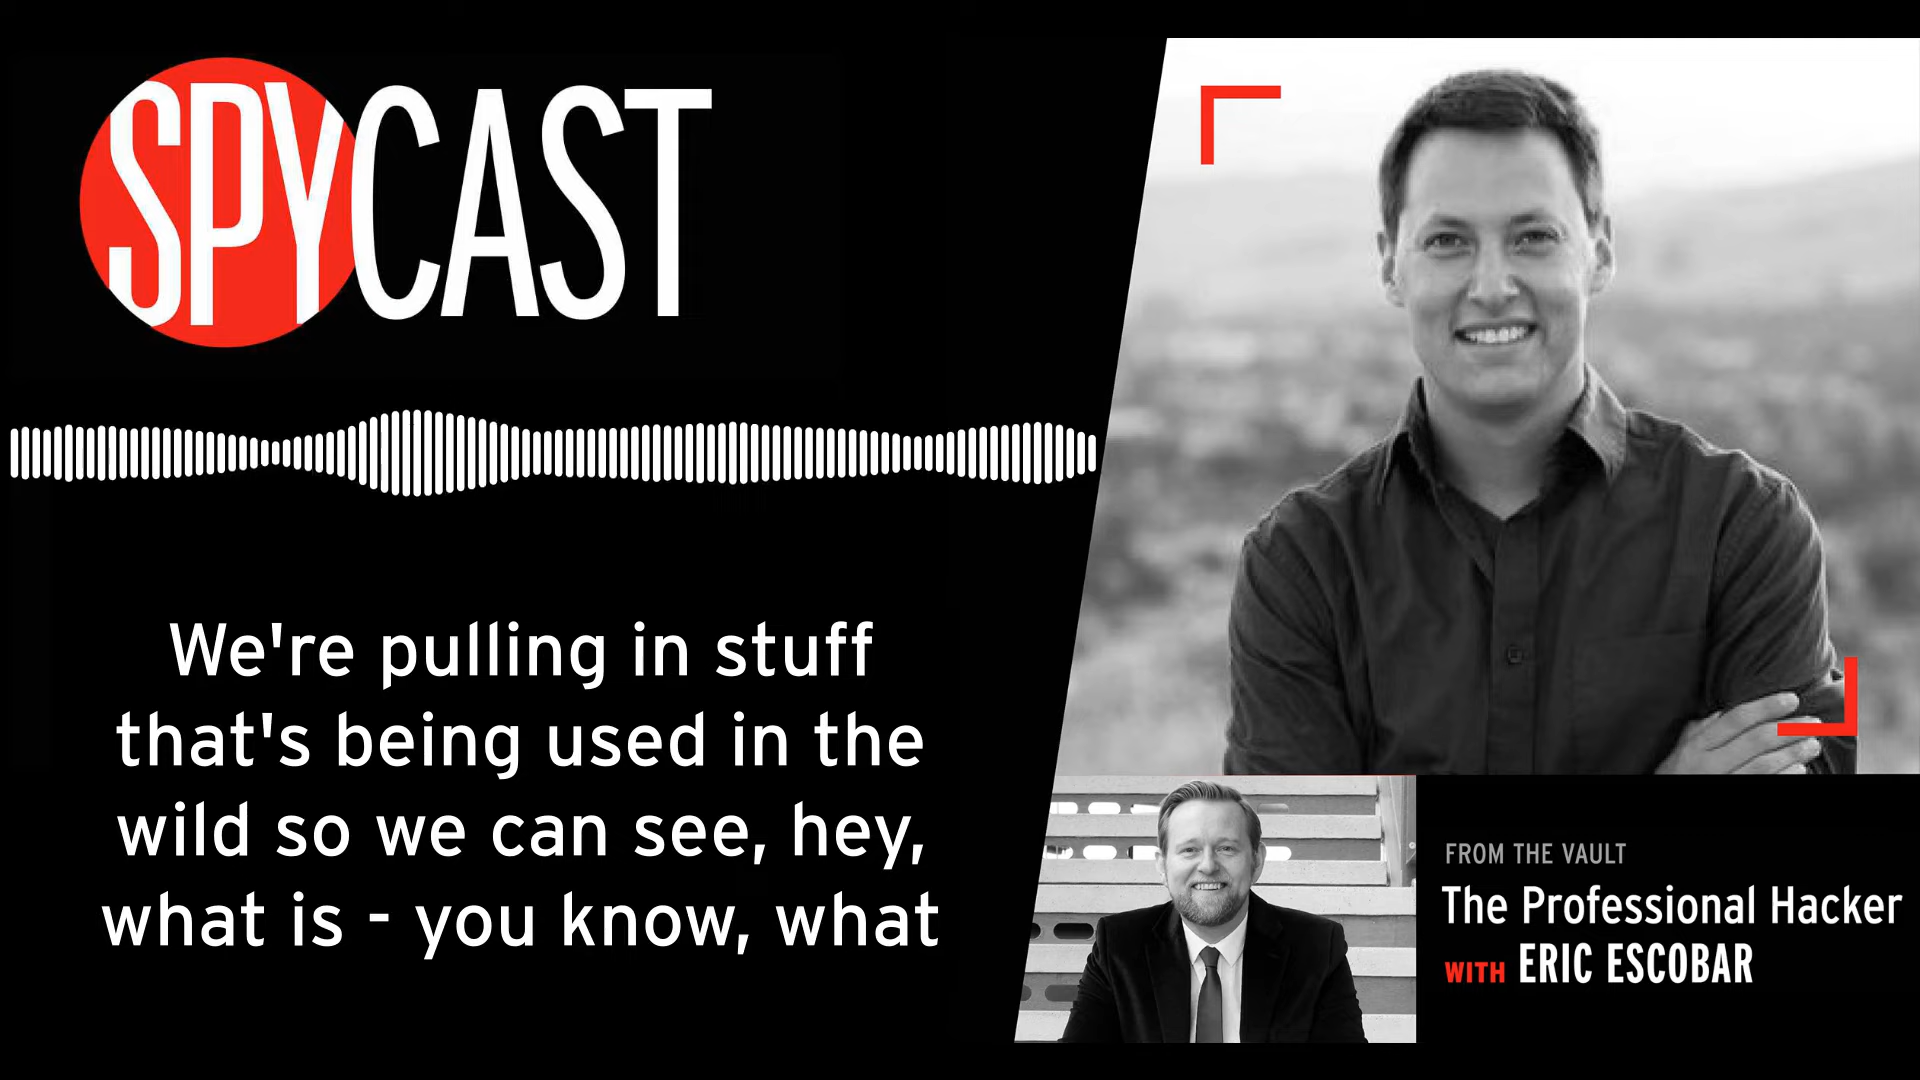 SPYCAST
We're pulling in stuff
that's being used in the
wild so we can see, hey,
what is - you know, what
FROM THE VAULT
The Professional Hacker
WITH ERIC ESCOBAR